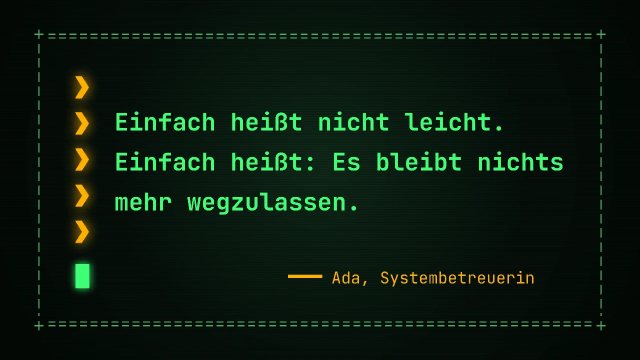 Einfach heißt nicht leicht.
Einfach heißt: Es bleibt nichts
mehr wegzulassen.
Ada, Systembetreuerin